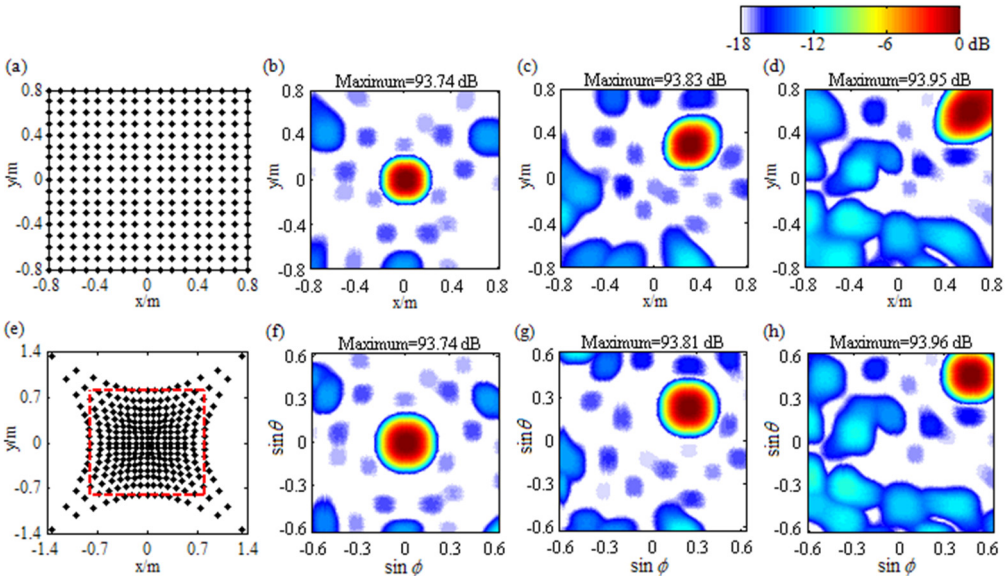 -18 -12 -6 0 dB
(a) (b) (c) (d)
Maximum=93.74 dB Maximum=93.83 dB Maximum=93.95 dB
0.8 0.8 0.8 0.8
0.4 0.4 0.4 0.4
y/m 0 y/m 0 y/m 0 y/m 0
-0.4 -0.4 -0.4 -0.4
-0.8 -0.8 -0.8 -0.8
-0.8 -0.4 0 0.4 0.8 -0.8 -0.4 0 0.4 0.8 -0.8 -0.4 0 0.4 0.8 -0.8 -0.4 0 0.4 0.8
x/m x/m x/m x/m
(e) (f) (g) (h)
Maximum=93.74 dB Maximum=93.81 dB Maximum=93.96 dB
1.4 0.6 0.6 0.6
0.7 0.3 0.3 0.3
y/m 0 sin θ 0 sin θ 0 sin θ 0
-0.7 -0.3 -0.3 -0.3
-1.4 -0.6 -0.6 -0.6
-1.4 -0.7 0 0.7 1.4 -0.6 -0.3 0 0.3 0.6 -0.6 -0.3 0 0.3 0.6 -0.6 -0.3 0 0.3 0.6
x/m sin ϕ sin ϕ sin ϕ